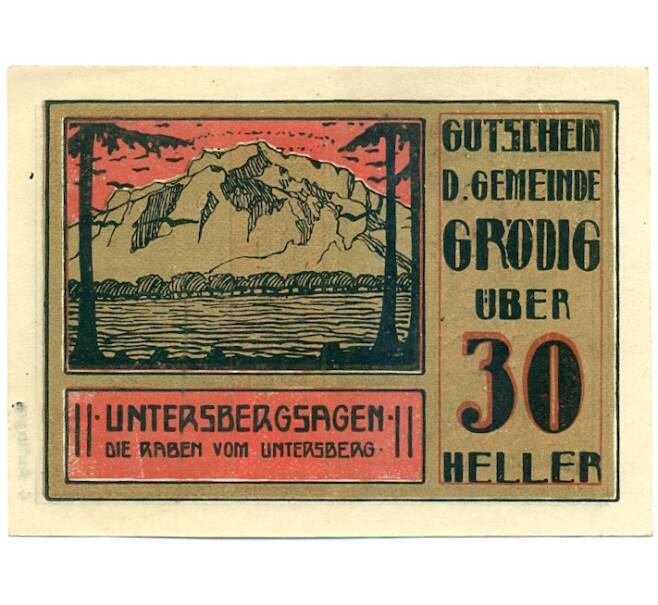 GUTSCHEIN
D. GEMEINDE
GRÖDIG
ÜBER
30
HELLER
UNTERSBERGSAGEN
DIE RABEN VOM UNTERSBERG.